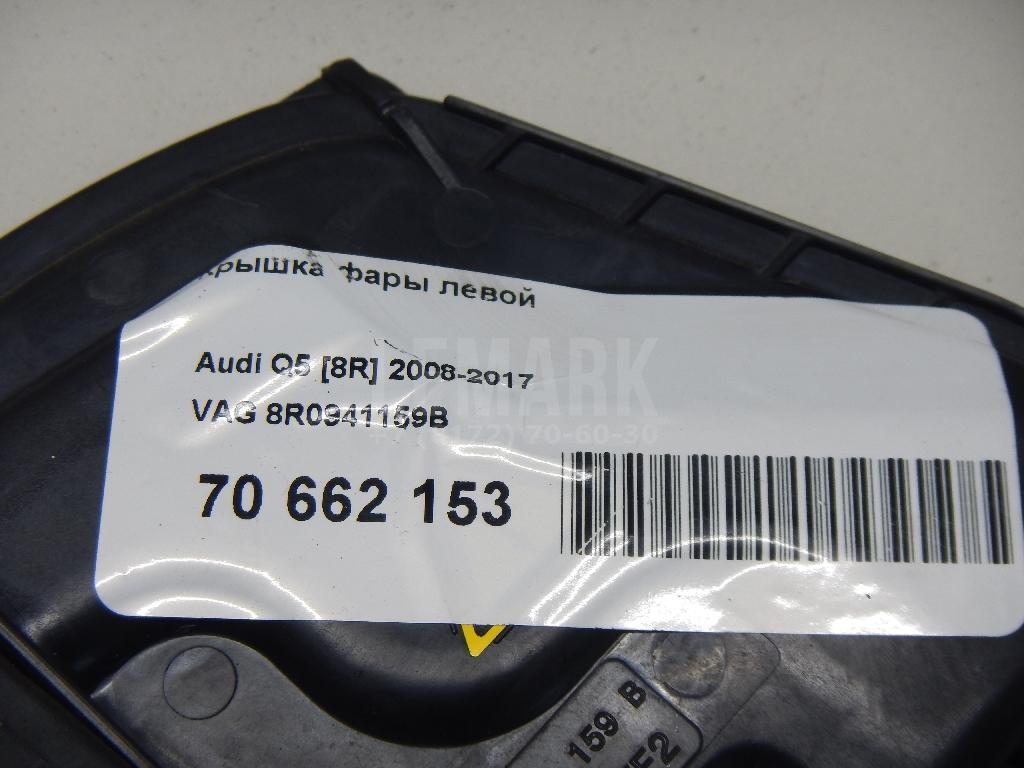 крышка фары левой
Audi Q5 [8R] 2008-2017
VAG 8R0941159B
70 662 153
159 B